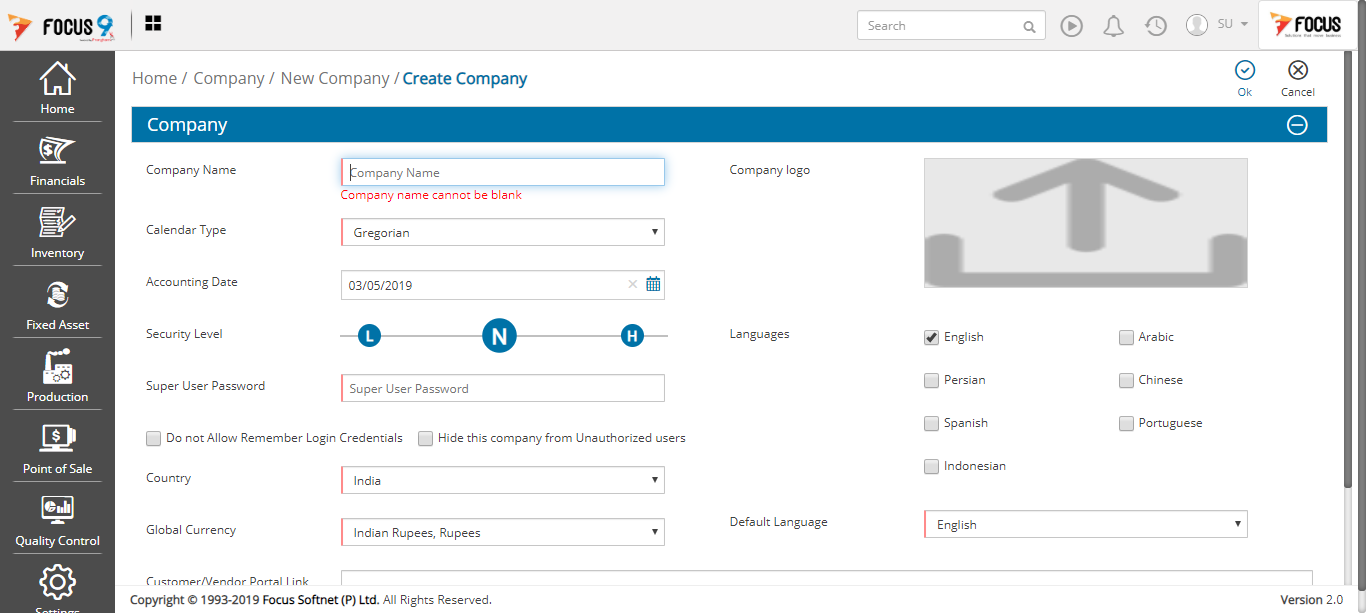 FOCUS 9
Search
SU
FOCUS
Home
Financials
Inventory
Fixed Asset
Production
Point of Sale
Quality Control
Settings
Home / Company / New Company / Create Company
Ok
Cancel
Company
Company Name
Company Name
Company name cannot be blank
Calendar Type
Gregorian
Accounting Date
03/05/2019
Security Level
L N H
Super User Password
Super User Password
Do not Allow Remember Login Credentials
Hide this company from Unauthorized users
Country
India
Global Currency
Indian Rupees, Rupees
Customer/Vendor Portal Link
Company logo
Languages
English
Arabic
Persian
Chinese
Spanish
Portuguese
Indonesian
Default Language
English
Copyright © 1993-2019 Focus Softnet (P) Ltd. All Rights Reserved.
Version 2.0